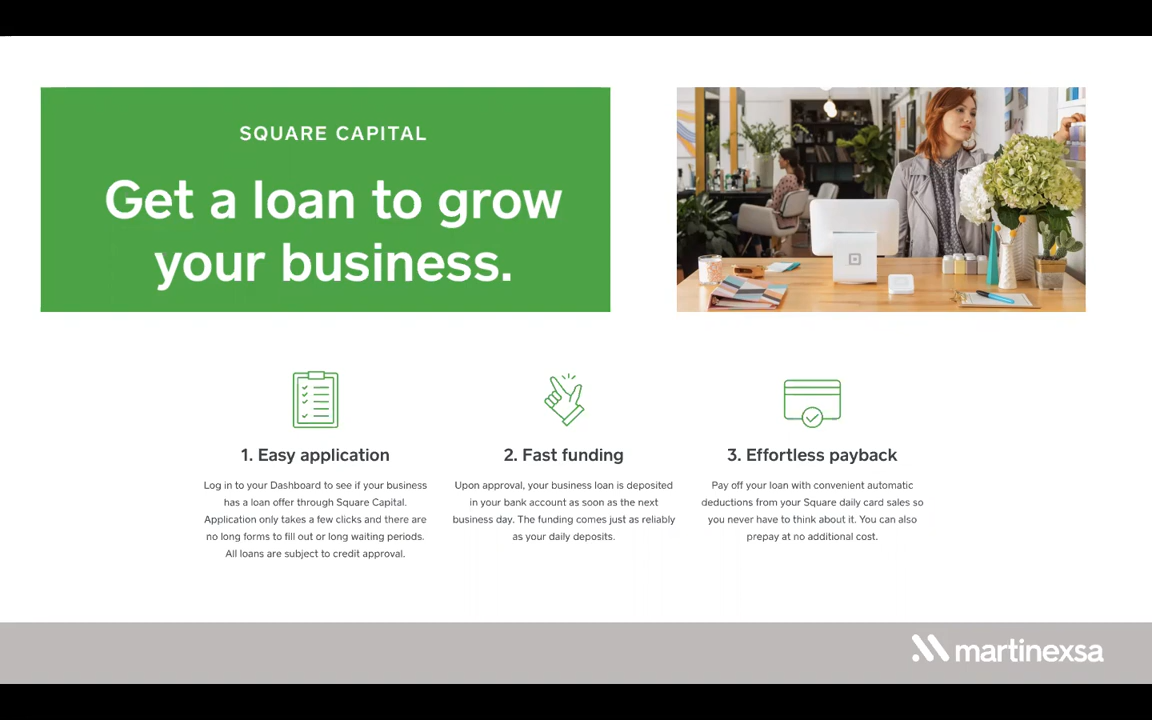 SQUARE CAPITAL
Get a loan to grow
your business.
1. Easy application
Log in to your Dashboard to see if your business
has a loan offer through Square Capital.
Application only takes a few clicks and there are
no long forms to fill out or long waiting periods.
All loans are subject to credit approval.
2. Fast funding
Upon approval, your business loan is deposited
in your bank account as soon as the next
business day. The funding comes just as reliably
as your daily deposits.
3. Effortless payback
Pay off your loan with convenient automatic
deductions from your Square daily card sales so
you never have to think about it. You can also
prepay at no additional cost.
martinexsa